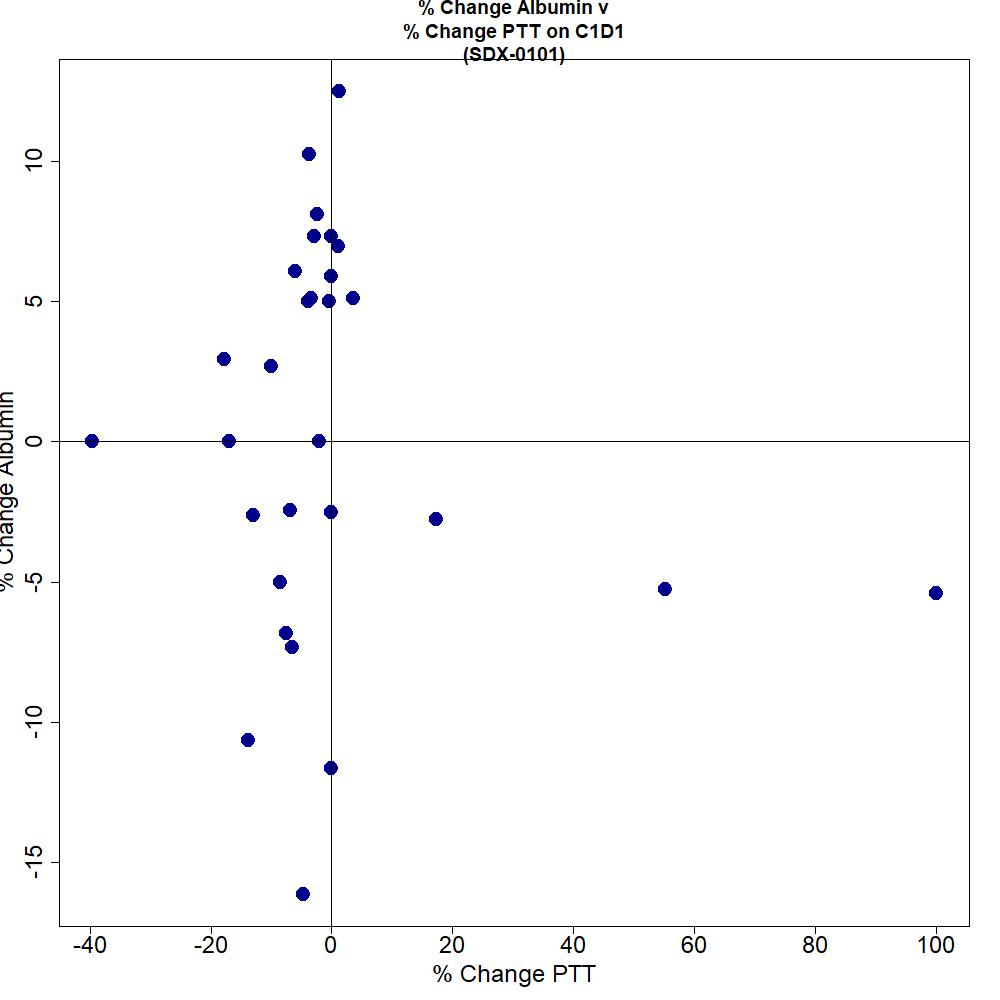 % Change Albumin v
% Change PTT on C1D1
(SDX-0101)
% Change Albumin
10
5
0
-5
-10
-15
-40 -20 0 20 40 60 80 100
% Change PTT